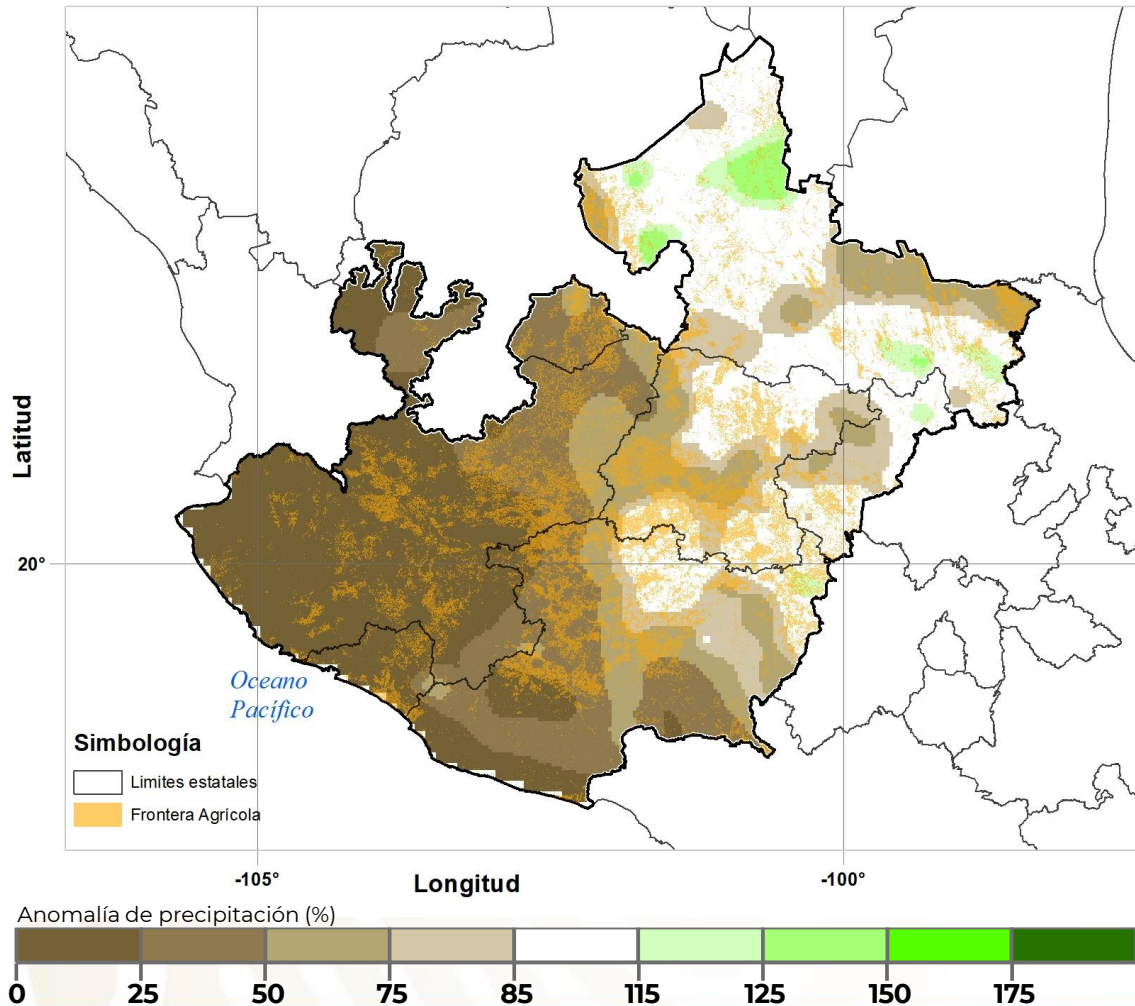 Latitud
20°
Oceano
Pacífico
Simbología
Limites estatales
Frontera Agrícola
-105°
Longitud
-100°
Anomalía de precipitación (%)
0 25 50 75 85 115 125 150 175